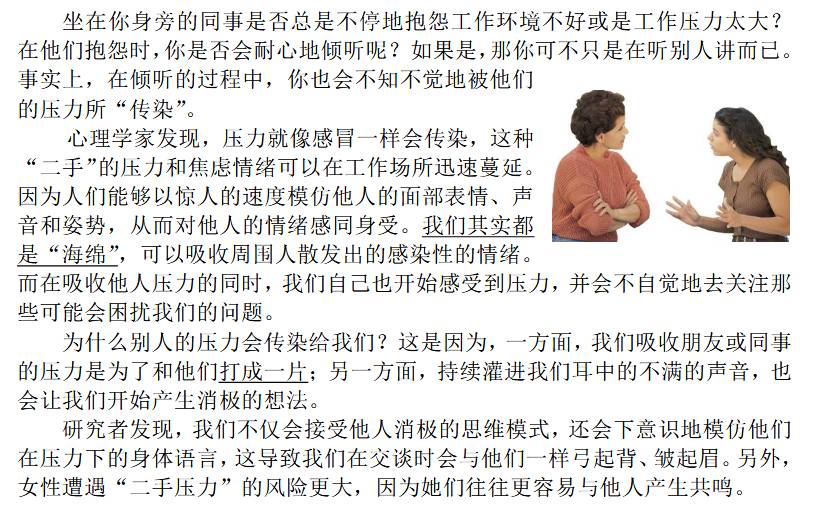 坐在你身旁的同事是否总是不停地抱怨工作环境不好或是工作压力太大？
在他们抱怨时，你是否会耐心地倾听呢？如果是，那你可不只是在听别人讲而已。
事实上，在倾听的过程中，你也会不知不觉地被他们
的压力所“传染”。
心理学家发现，压力就像感冒一样会传染，这种
“二手”的压力和焦虑情绪可以在工作场所迅速蔓延。
因为人们能够以惊人的速度模仿他人的面部表情、声
音和姿势，从而对他人的情绪感同身受。我们其实都
是“海绵”，可以吸收周围人散发出的感染性的情绪。
而在吸收他人压力的同时，我们自己也开始感受到压力，并会不自觉地去关注那
些可能会困扰我们的问题。
为什么别人的压力会传染给我们？这是因为，一方面，我们吸收朋友或同事
的压力是为了和他们打成一片；另一方面，持续灌进我们耳中的不满的声音，也
会让我们开始产生消极的想法。
研究者发现，我们不仅会接受他人消极的思维模式，还会下意识地模仿他们
在压力下的身体语言，这导致我们在交谈时会与他们一样弓起背、皱起眉。另外，
女性遭遇“二手压力”的风险更大，因为她们往往更容易与他人产生共鸣。